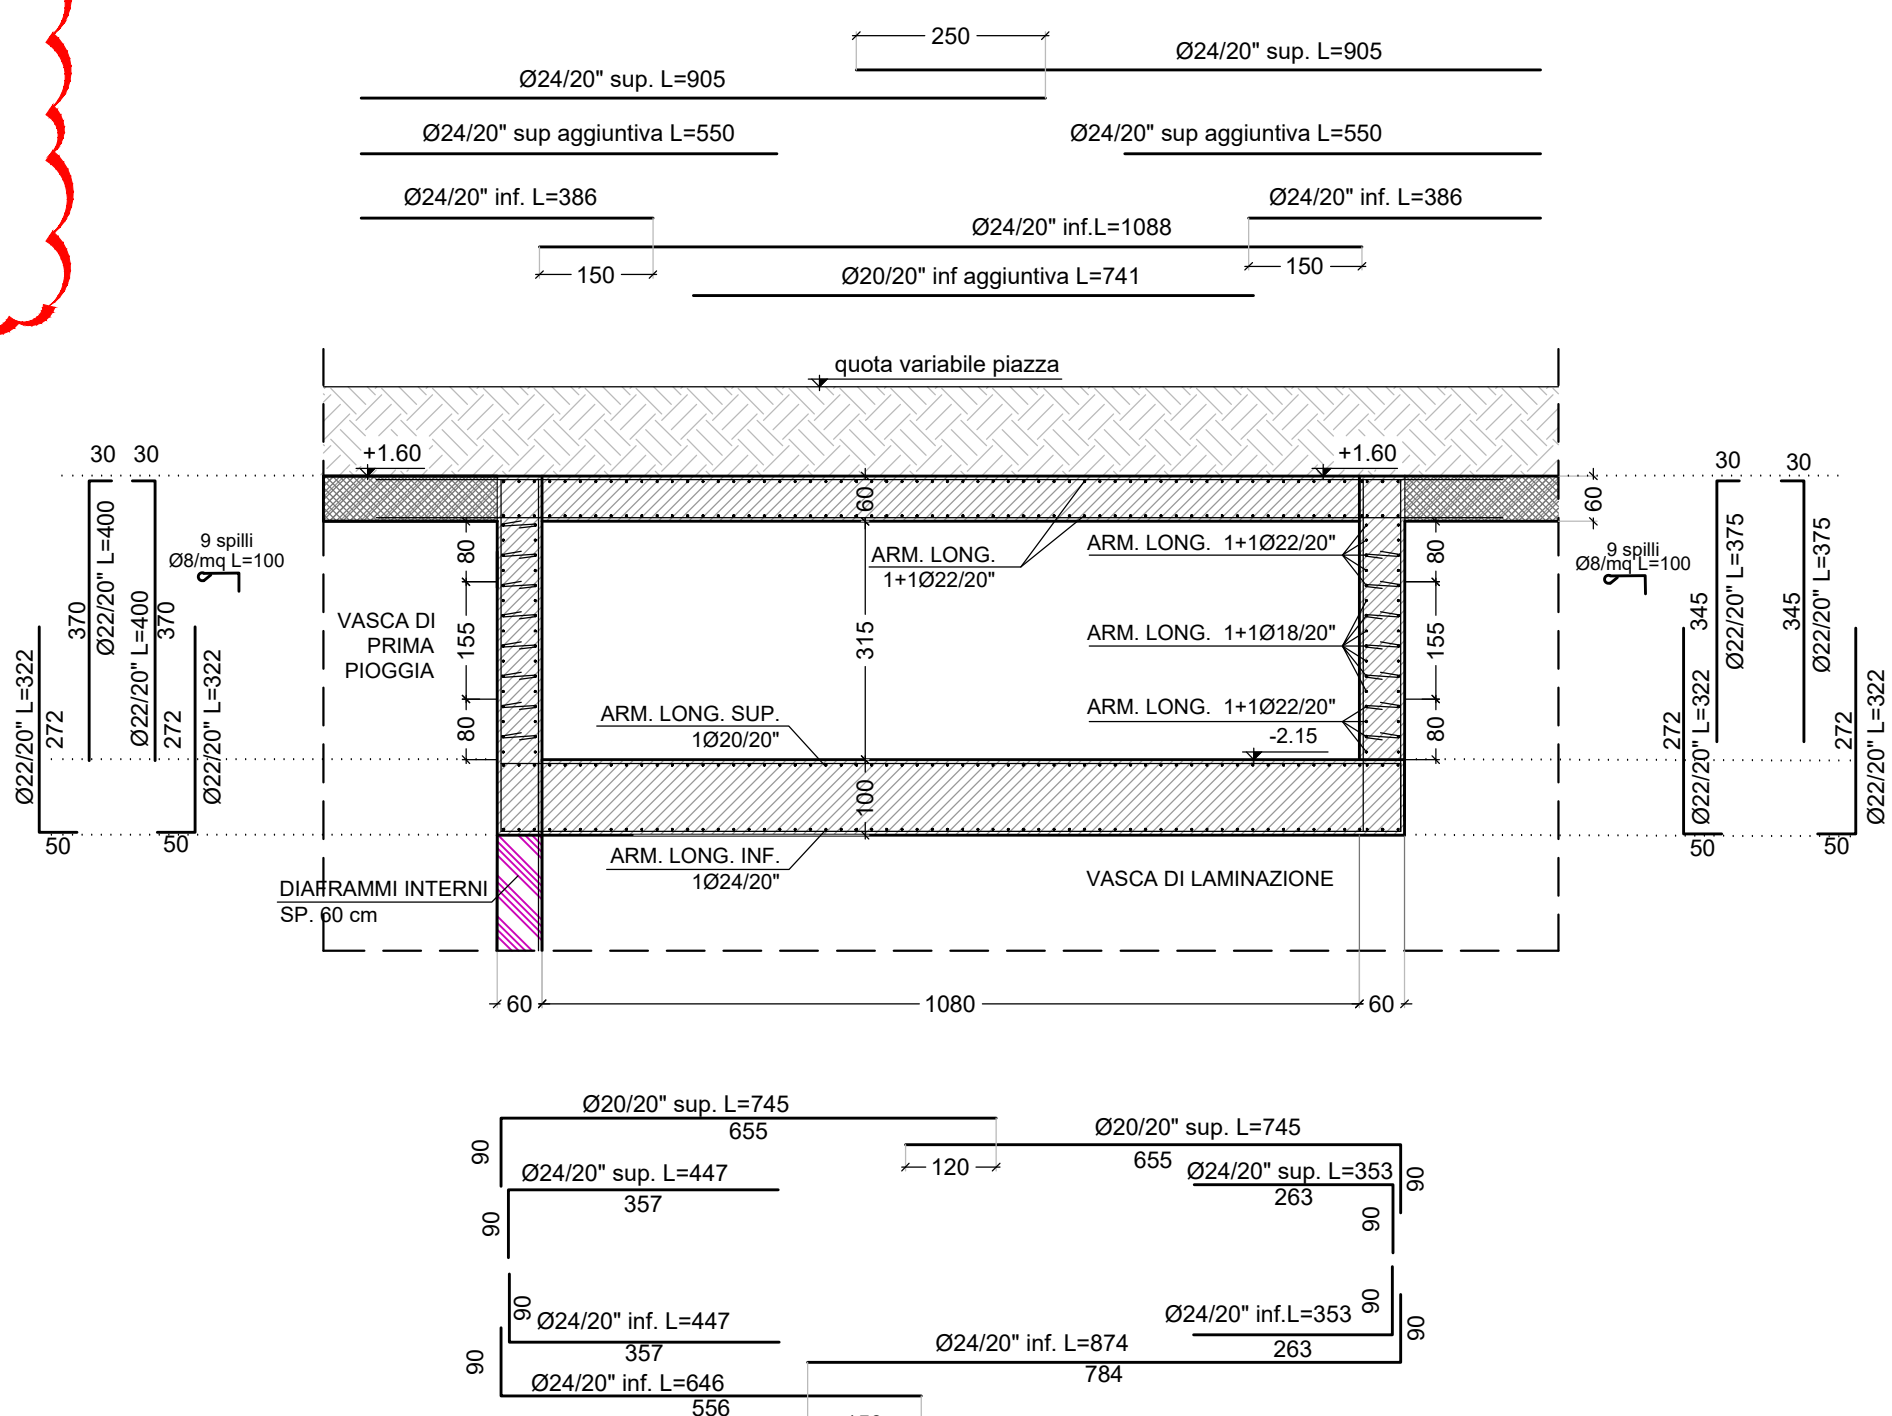 250
Ø24/20" sup. L=905
Ø24/20" sup. L=905
Ø24/20" sup aggiuntiva L=550
Ø24/20" sup aggiuntiva L=550
Ø24/20" inf. L=386
Ø24/20" inf. L=386
Ø24/20" inf.L=1088
150
150
Ø20/20" inf aggiuntiva L=741
quota variabile piazza
+1.60
+1.60
30
30
370
Ø22/20" L=400
Ø22/20" L=400
370
9 spilli
Ø8/mq L=100
Ø22/20" L=322
272
272
Ø22/20" L=322
50
50
VASCA DI
PRIMA
PIOGGIA
80
155
80
60
315
100
ARM. LONG.
1+1Ø22/20"
ARM. LONG. 1+1Ø22/20"
ARM. LONG. 1+1Ø18/20"
ARM. LONG. 1+1Ø22/20"
-2.15
ARM. LONG. SUP.
1Ø20/20"
ARM. LONG. INF.
1Ø24/20"
DIAFRAMMI INTERNI
SP. 60 cm
VASCA DI LAMINAZIONE
80
155
80
60
9 spilli
Ø8/mq L=100
30
30
345
Ø22/20" L=375
345
Ø22/20" L=375
272
Ø22/20" L=322
272
Ø22/20" L=322
50
50
60
1080
60
Ø20/20" sup. L=745
655
90
Ø20/20" sup. L=745
655
90
120
Ø24/20" sup. L=447
357
90
Ø24/20" sup. L=353
263
90
90
Ø24/20" inf. L=447
357
Ø24/20" inf.L=353
263
90
90
Ø24/20" inf. L=874
784
90
Ø24/20" inf. L=646
556